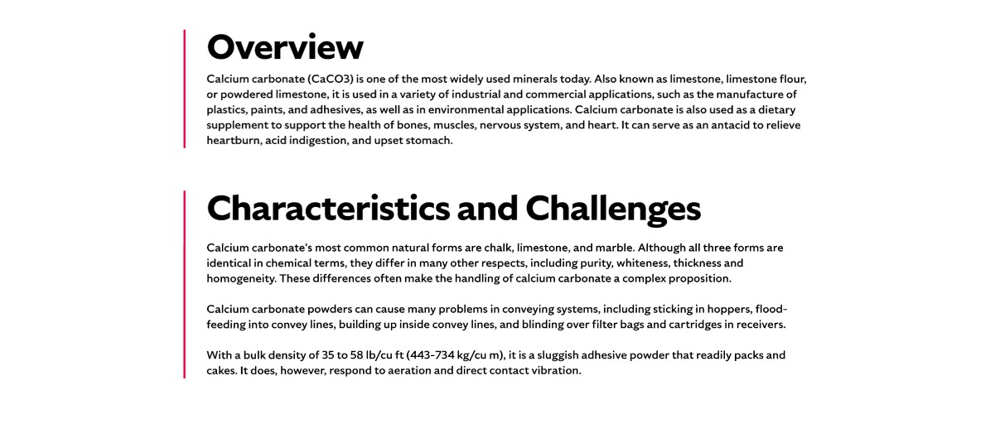 Overview
Calcium carbonate (CaCO3) is one of the most widely used minerals today. Also known as limestone, limestone flour,
or powdered limestone, it is used in a variety of industrial and commercial applications, such as the manufacture of
plastics, paints, and adhesives, as well as in environmental applications. Calcium carbonate is also used as a dietary
supplement to support the health of bones, muscles, nervous system, and heart. It can serve as an antacid to relieve
heartburn, acid indigestion, and upset stomach.
Characteristics and Challenges
Calcium carbonate's most common natural forms are chalk, limestone, and marble. Although all three forms are
identical in chemical terms, they differ in many other respects, including purity, whiteness, thickness and
homogeneity. These differences often make the handling of calcium carbonate a complex proposition.
Calcium carbonate powders can cause many problems in conveying systems, including sticking in hoppers, flood-
feeding into convey lines, building up inside convey lines, and blinding over filter bags and cartridges in receivers.
With a bulk density of 35 to 58 lb/cu ft (443-734 kg/cu m), it is a sluggish adhesive powder that readily packs and
cakes. It does, however, respond to aeration and direct contact vibration.